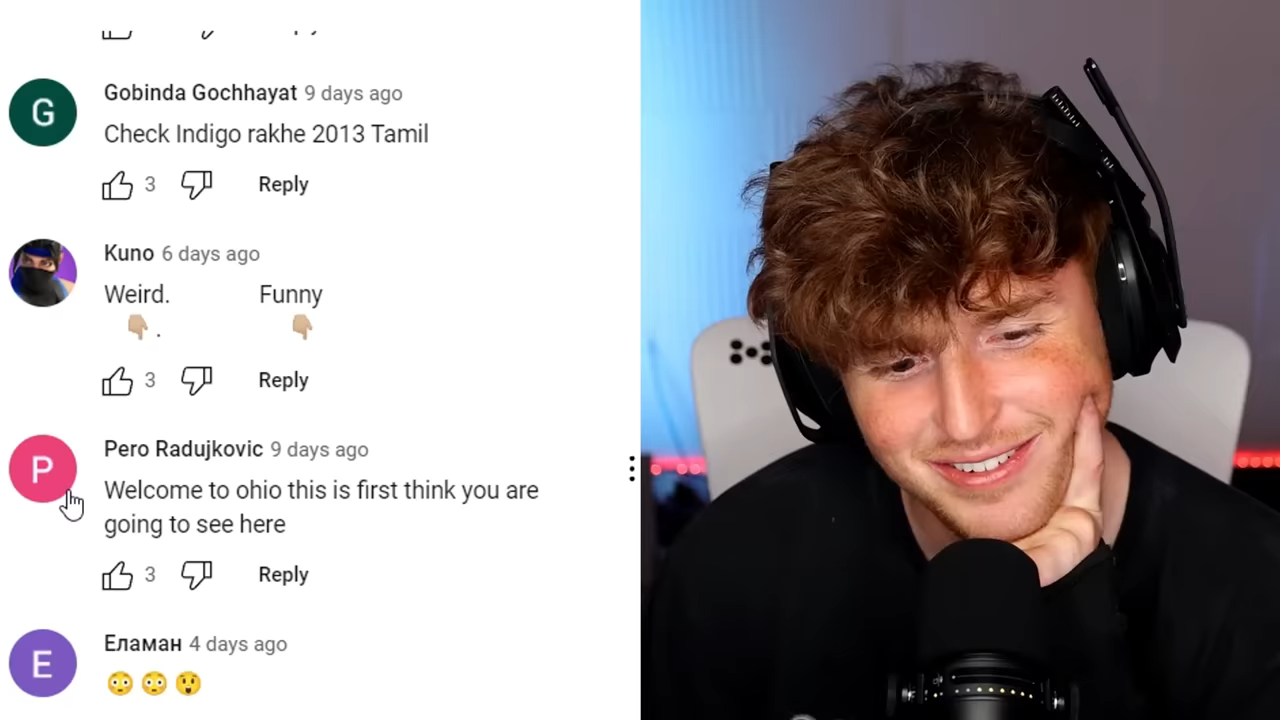 Gobinda Gochhayat 9 days ago
Check Indigo rakhe 2013 Tamil
3 Reply
Kuno 6 days ago
Weird. Funny
👇🏼 . 👇🏼
3 Reply
Pero Radujkovic 9 days ago
Welcome to ohio this is first think you are
going to see here
3 Reply
Еламан 4 days ago
😳 😳 😲